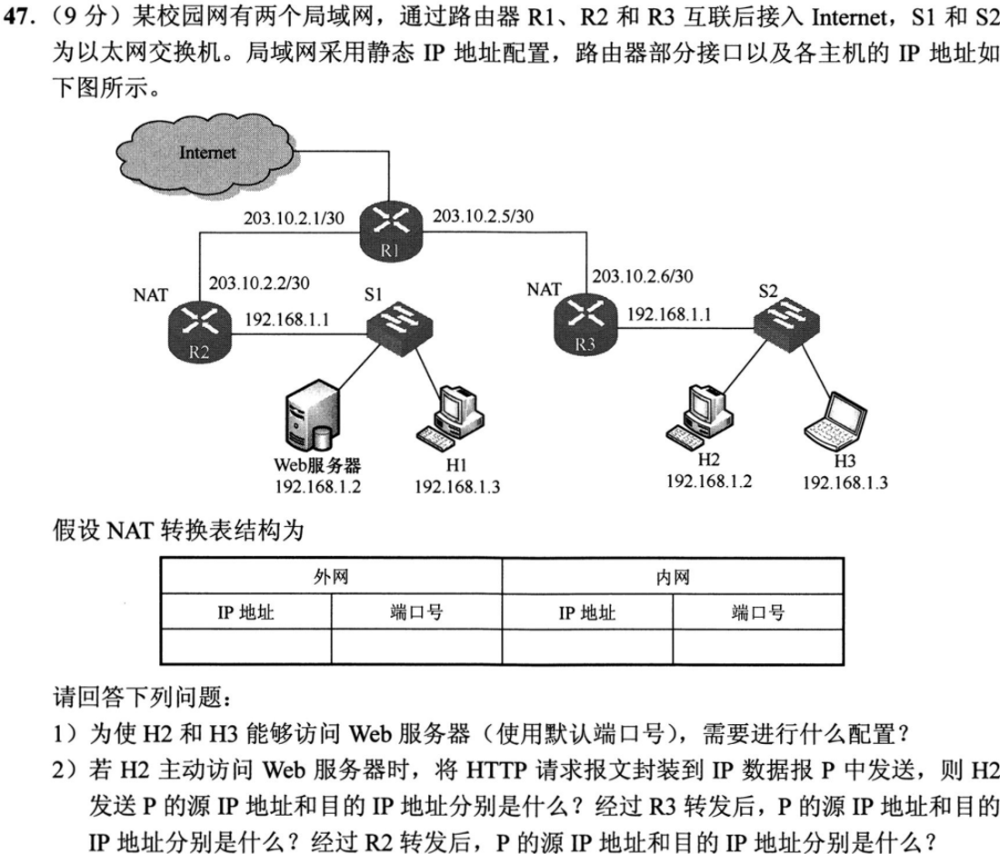 47.（9 分）某校园网有两个局域网，通过路由器 R1、R2 和 R3 互联后接入 Internet，S1 和 S2
为以太网交换机。局域网采用静态 IP 地址配置，路由器部分接口以及各主机的 IP 地址如
下图所示。
Internet
203.10.2.1/30
203.10.2.5/30
R1
NAT
203.10.2.2/30
S1
NAT
203.10.2.6/30
S2
192.168.1.1
192.168.1.1
R2
R3
Web服务器
H1
H2
H3
192.168.1.2
192.168.1.3
192.168.1.2
192.168.1.3
假设 NAT 转换表结构为
外网
内网
IP 地址
端口号
IP 地址
端口号
请回答下列问题：
1）为使 H2 和 H3 能够访问 Web 服务器（使用默认端口号），需要进行什么配置？
2）若 H2 主动访问 Web 服务器时，将 HTTP 请求报文封装到 IP 数据报 P 中发送，则 H2
发送 P 的源 IP 地址和目的 IP 地址分别是什么？经过 R3 转发后，P 的源 IP 地址和目的
IP 地址分别是什么？经过 R2 转发后，P 的源 IP 地址和目的 IP 地址分别是什么？